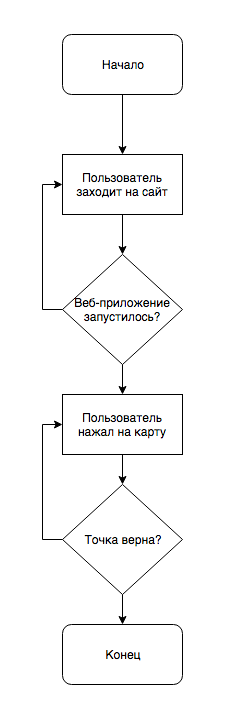 Начало
Пользователь
заходит на сайт
Веб-приложение
запустилось?
Пользователь
нажал на карту
Точка верна?
Конец